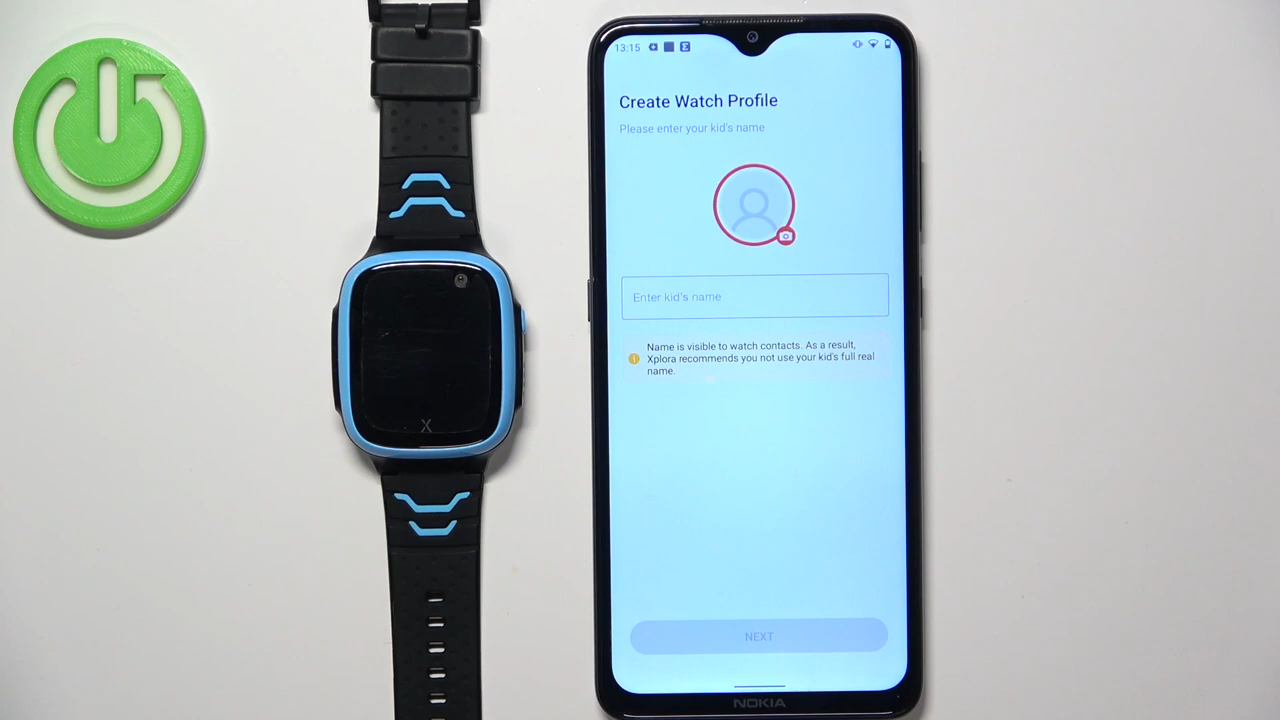 13:15
Create Watch Profile
Please enter your kid's name
Enter kid's name
Name is visible to watch contacts. As a result,
Xplora recommends you not use your kid's full real
name.
NEXT
X
NOKIA